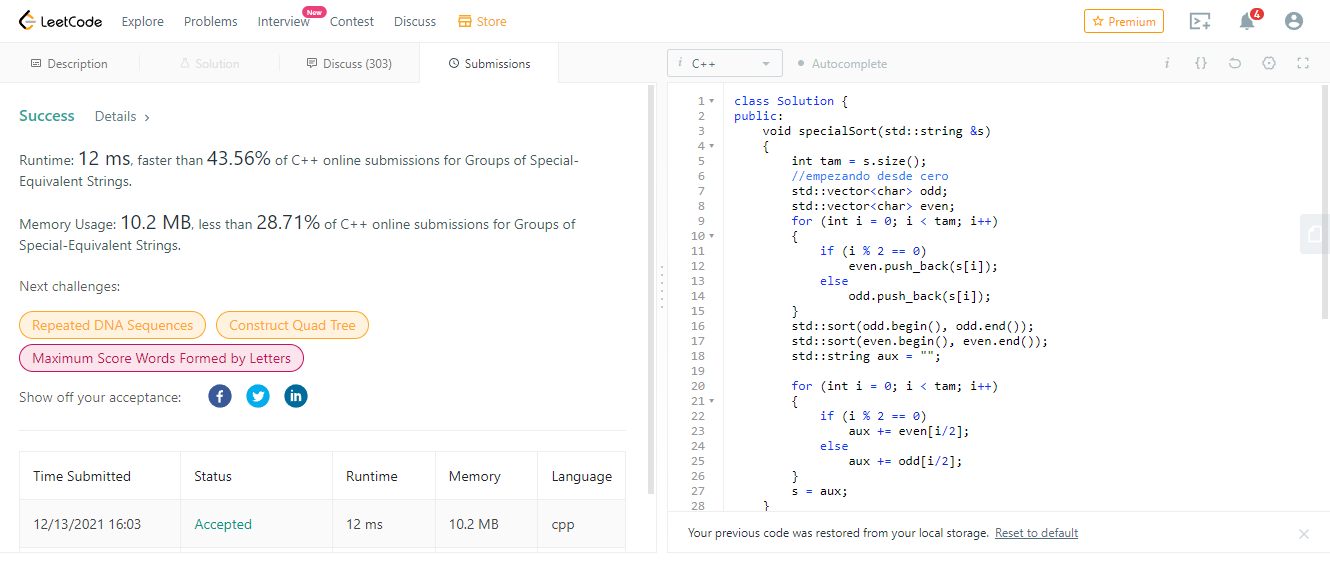 LeetCode Explore Problems Interview New Contest Discuss Store Premium 4
Description Solution Discuss (303) Submissions
i C++ Autocomplete i {}
Success Details >
Runtime: 12 ms, faster than 43.56% of C++ online submissions for Groups of Special-
Equivalent Strings.
Memory Usage: 10.2 MB, less than 28.71% of C++ online submissions for Groups of
Special-Equivalent Strings.
Next challenges:
Repeated DNA Sequences Construct Quad Tree
Maximum Score Words Formed by Letters
Show off your acceptance: f in
Time Submitted Status Runtime Memory Language
12/13/2021 16:03 Accepted 12 ms 10.2 MB cpp
1 class Solution {
2 public:
3     void specialSort(std::string &s)
4     {
5         int tam = s.size();
6         //empezando desde cero
7         std::vector<char> odd;
8         std::vector<char> even;
9         for (int i = 0; i < tam; i++)
10         {
11             if (i % 2 == 0)
12                 even.push_back(s[i]);
13             else
14                 odd.push_back(s[i]);
15         }
16         std::sort(odd.begin(), odd.end());
17         std::sort(even.begin(), even.end());
18         std::string aux = "";
19
20         for (int i = 0; i < tam; i++)
21         {
22             if (i % 2 == 0)
23                 aux += even[i/2];
24             else
25                 aux += odd[i/2];
26         }
27         s = aux;
28     }
Your previous code was restored from your local storage. Reset to default